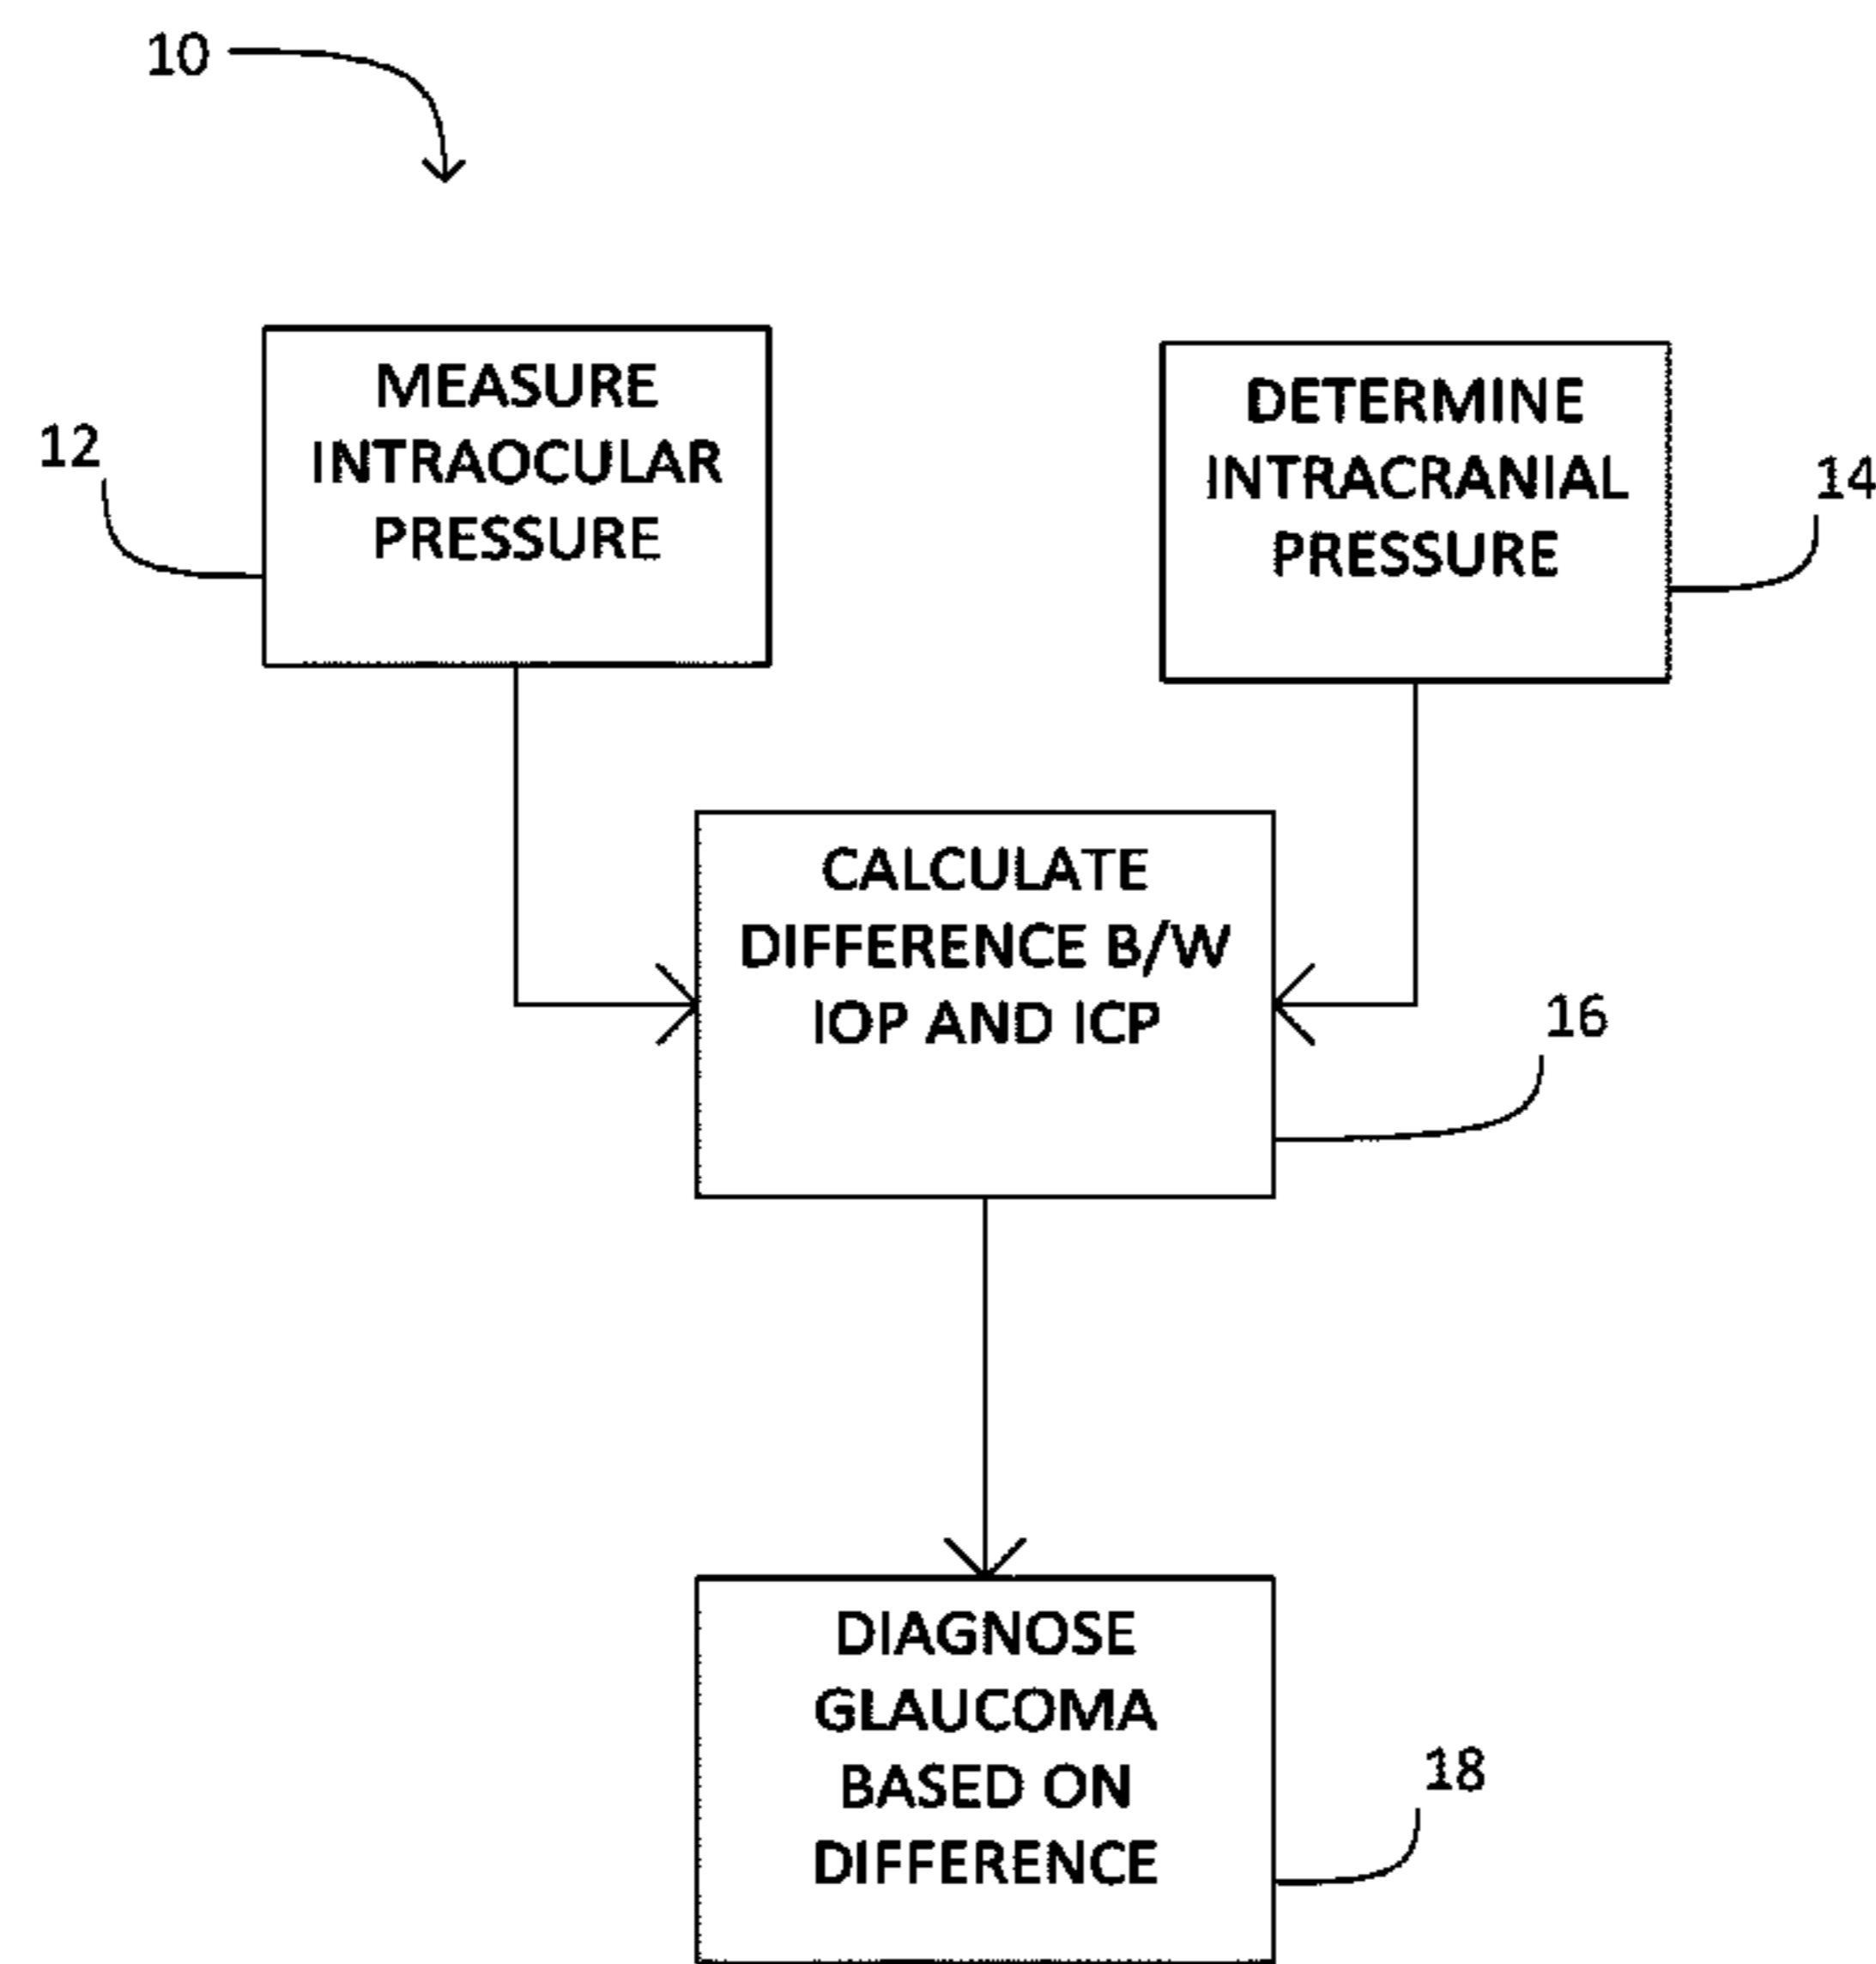 10
MEASURE
INTRAOCULAR
PRESSURE
12
DETERMINE
INTRACRANIAL
PRESSURE
14
CALCULATE
DIFFERENCE B/W
IOP AND ICP
16
DIAGNOSE
GLAUCOMA
BASED ON
DIFFERENCE
18